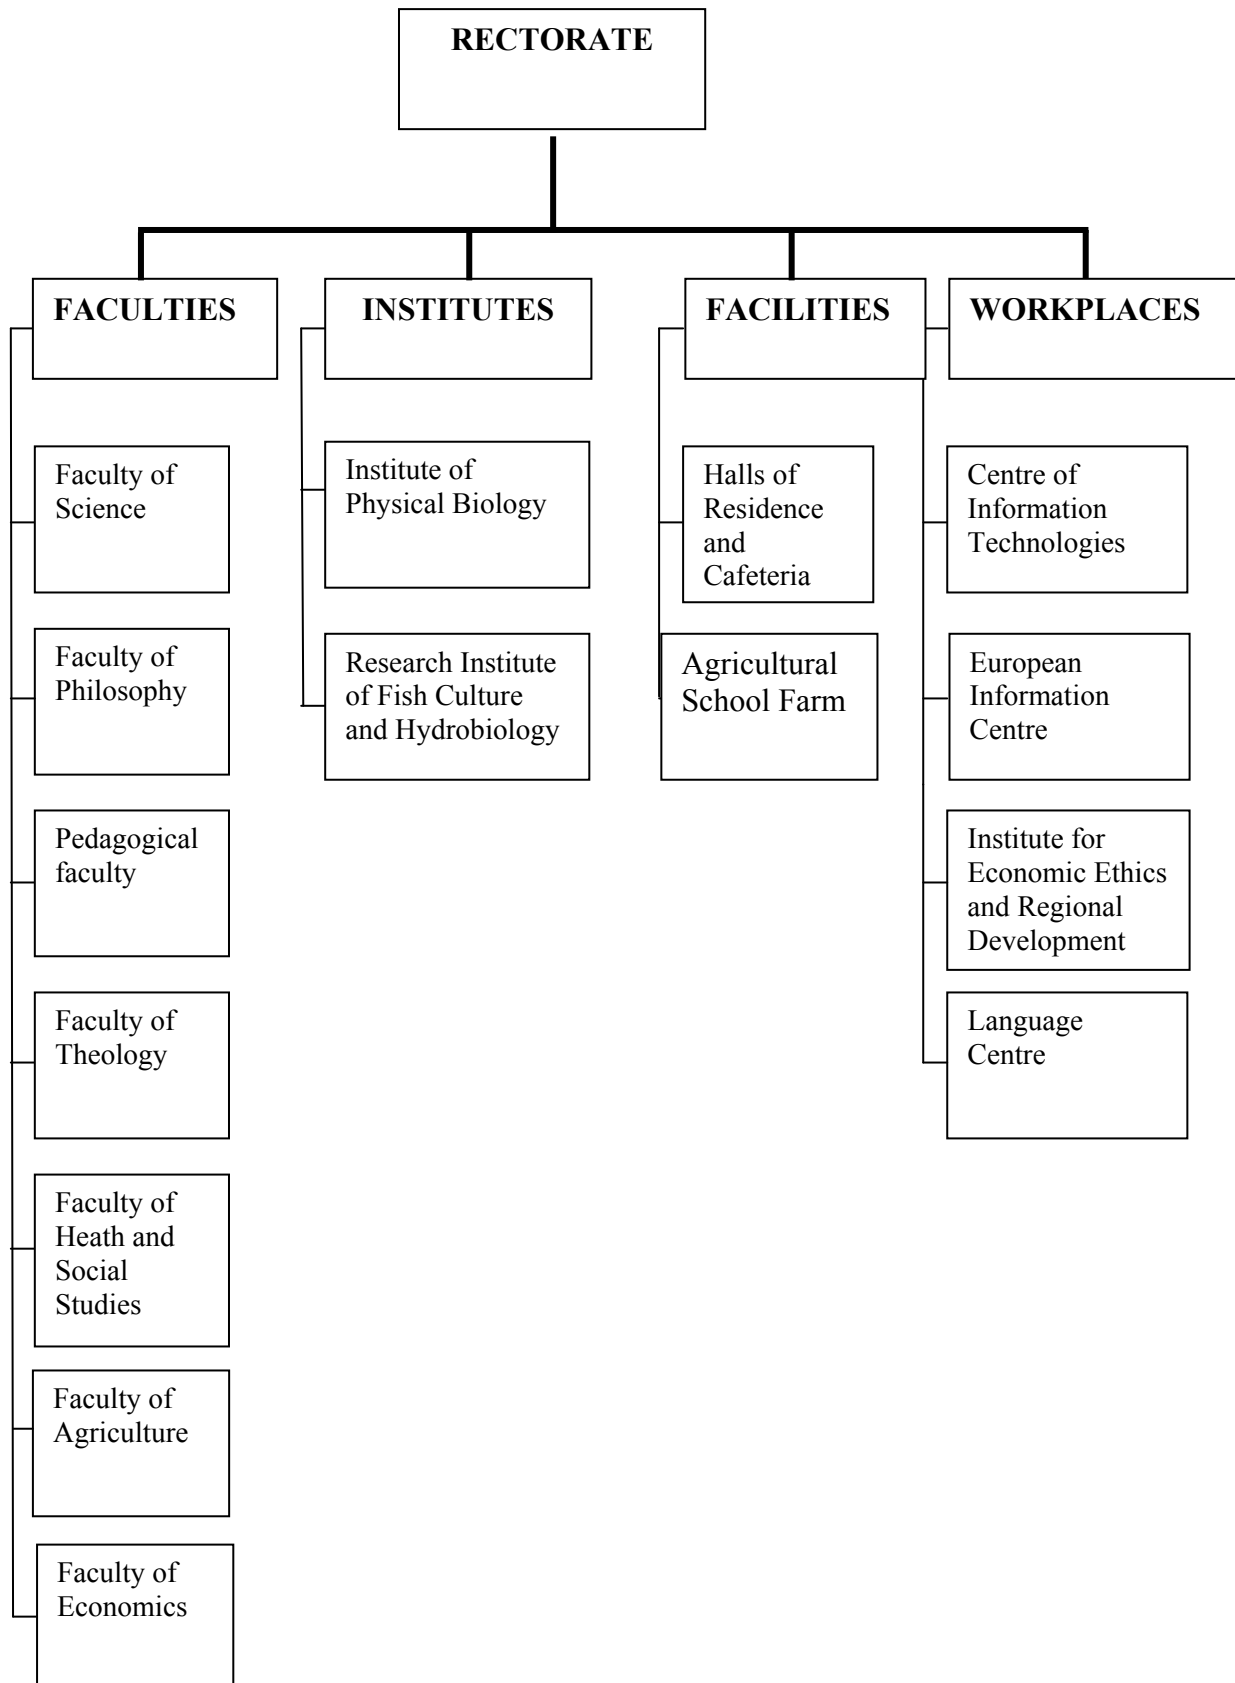 RECTORATE
FACULTIES
INSTITUTES
FACILITIES
WORKPLACES
Faculty of
Science
Faculty of
Philosophy
Pedagogical
faculty
Faculty of
Theology
Faculty of
Heath and
Social
Studies
Faculty of
Agriculture
Faculty of
Economics
Institute of
Physical Biology
Research Institute
of Fish Culture
and Hydrobiology
Halls of
Residence
and
Cafeteria
Agricultural
School Farm
Centre of
Information
Technologies
European
Information
Centre
Institute for
Economic Ethics
and Regional
Development
Language
Centre